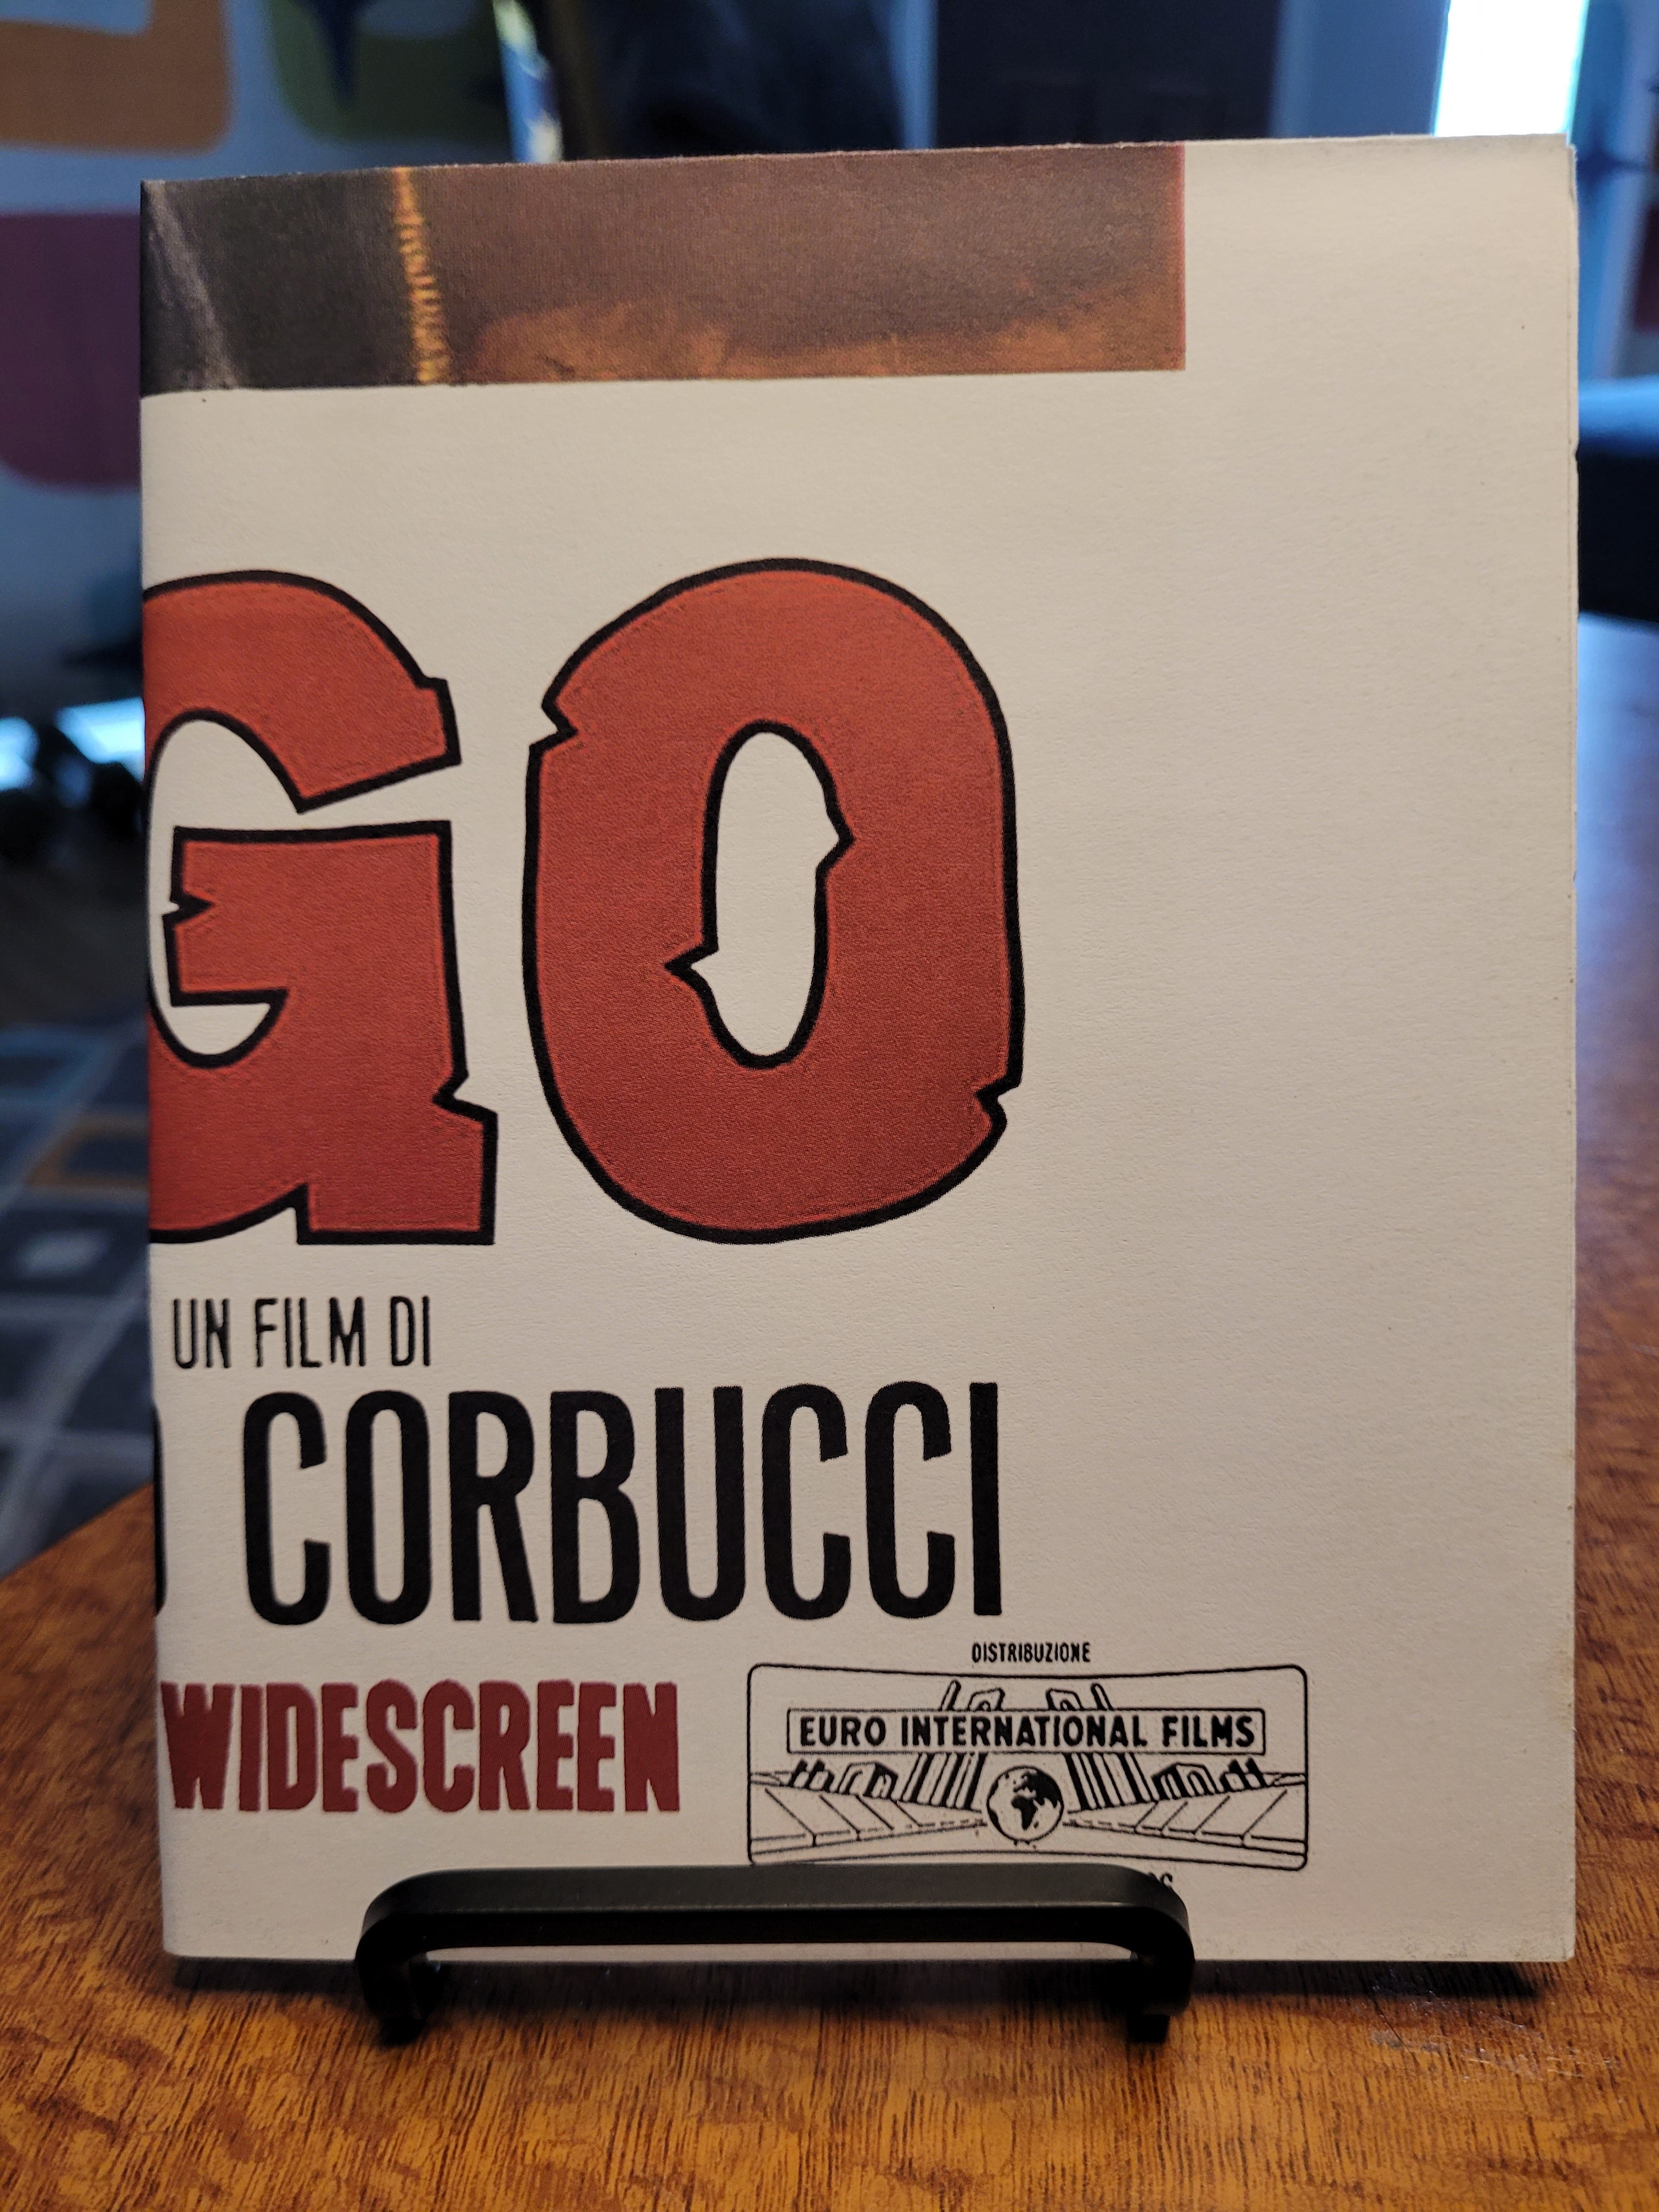 GO
UN FILM DI
CORBUCCI
WIDESCREEN
DISTRIBUZIONE
EURO INTERNATIONAL FILMS